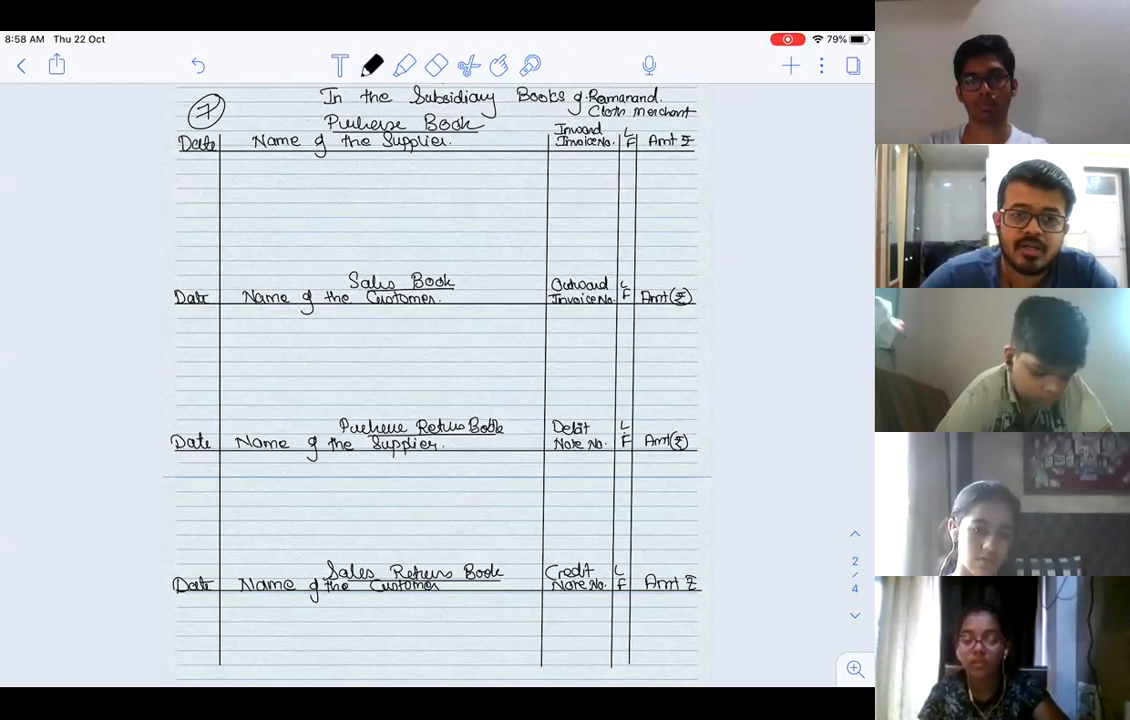 8:58 AM Thu 22 Oct
79%
T
7
In the Subsidiary Books of Ramanand.
Cloth Merchant
Purchase Book
Date Name of the Supplier. Inward Invoice No. L F Amt ₹
Sales Book
Date Name of the Customer. Outward Invoice No. L F Amt (₹)
Purchase Return Book
Date Name of the Supplier. Debit Note No. L F Amt (₹)
Sales Return Book
Date Name of the Customer Credit Note No. L F Amt ₹
2
/
4